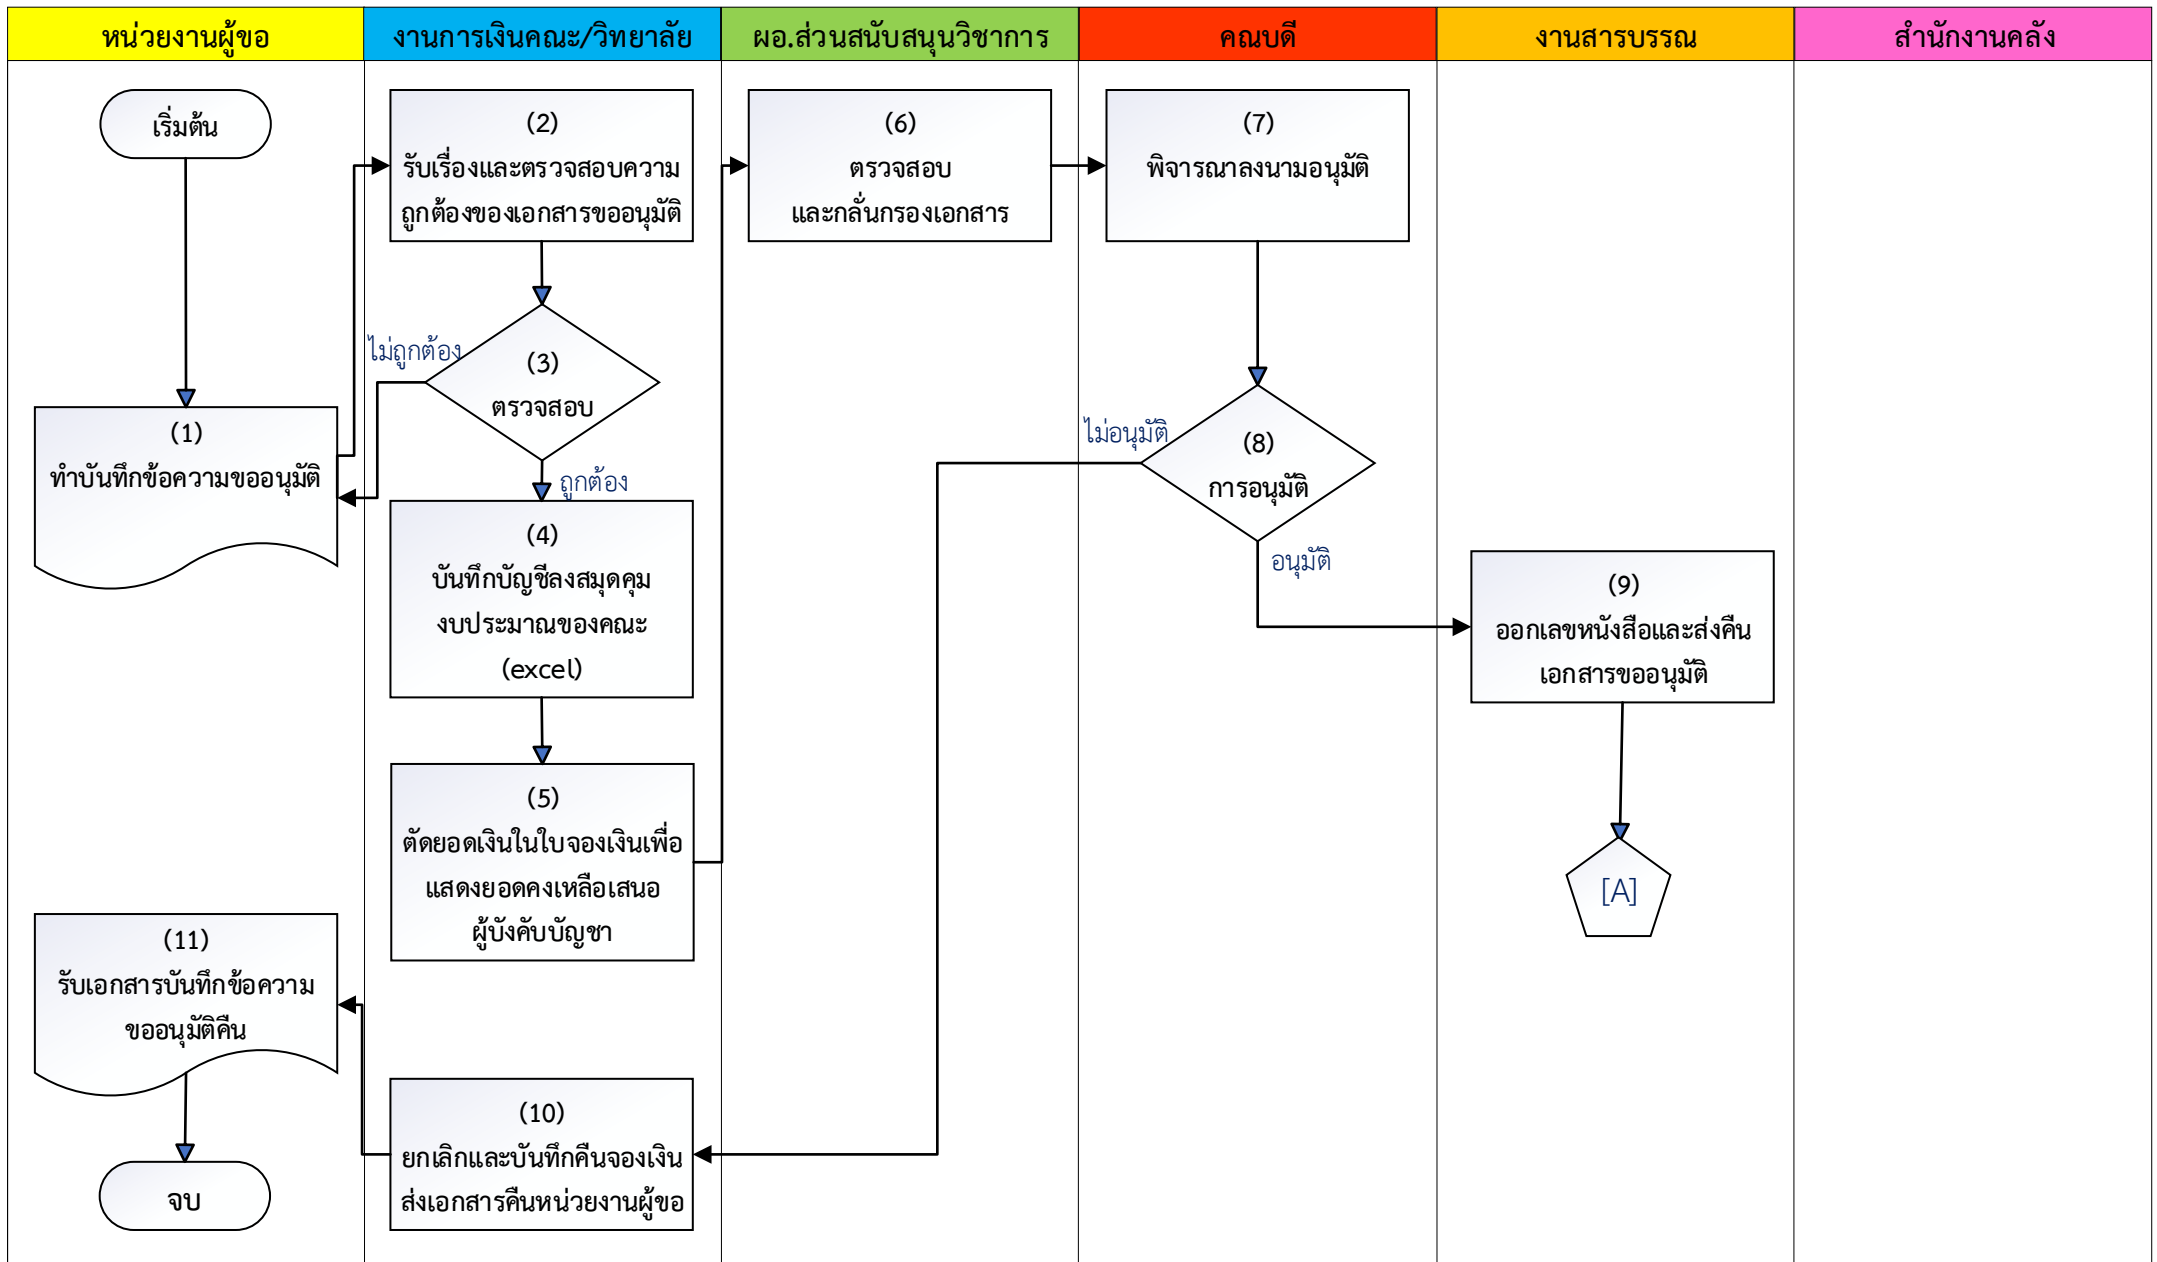 หน่วยงานผู้ขอ
งานการเงินคณะ/วิทยาลัย
ผอ.ส่วนสนับสนุนวิชาการ
คณบดี
งานสารบรรณ
สำนักงานคลัง
เริ่มต้น
(1)
ทำบันทึกข้อความขออนุมัติ
(2)
รับเรื่องและตรวจสอบความ
ถูกต้องของเอกสารขออนุมัติ
(3)
ตรวจสอบ
ไม่ถูกต้อง
ถูกต้อง
(4)
บันทึกบัญชีลงสมุดคุม
งบประมาณของคณะ
(excel)
(5)
ตัดยอดเงินในใบจองเงินเพื่อ
แสดงยอดคงเหลือเสนอ
ผู้บังคับบัญชา
(6)
ตรวจสอบ
และกลั่นกรองเอกสาร
(7)
พิจารณาลงนามอนุมัติ
(8)
การอนุมัติ
ไม่อนุมัติ
อนุมัติ
(9)
ออกเลขหนังสือและส่งคืน
เอกสารขออนุมัติ
[A]
(10)
ยกเลิกและบันทึกคืนจองเงิน
ส่งเอกสารคืนหน่วยงานผู้ขอ
(11)
รับเอกสารบันทึกข้อความ
ขออนุมัติคืน
จบ